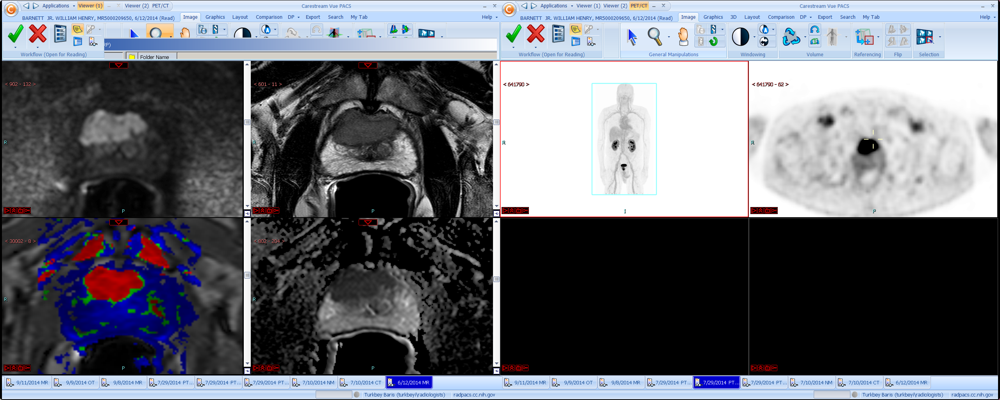 Applications Viewer (1) Viewer (2) PET/CT Carestream Vue PACS
BARNETT JR. WILLIAM HENRY, MR5000209650, 6/12/2014 (Read) Image Graphics Layout Comparison DP Export Search My Tab Help
RP)
Workflow (Open for Reading)
Folder Name
< 902 - 132 >
R
P
< 601 - 11 >
R
P
< 30002 - 8 >
R
P
< 802 - 204 >
R
P
9/11/2014 MR 9/9/2014 OT 9/8/2014 MR 7/29/2014 PT... 7/29/2014 PT... 7/29/2014 PT... 7/10/2014 NM 7/10/2014 CT 6/12/2014 MR
Turkbey Baris (turkbeyi\radiologists) radpacs.cc.nih.gov
Applications Viewer (1) Viewer (2) PET/CT Carestream Vue PACS
BARNETT JR. WILLIAM HENRY, MR5000209650, 6/12/2014 (Read) Image Graphics 3D Layout Comparison DP Export Search My Tab Help
Workflow (Open for Reading) General Manipulations Windowing Volume Referencing Flip Selection
< 641790 >
R
I
< 641790 - 62 >
R
P
9/11/2014 MR 9/9/2014 OT 9/8/2014 MR 7/29/2014 PT... 7/29/2014 PT... 7/29/2014 PT... 7/10/2014 NM 7/10/2014 CT 6/12/2014 MR
Turkbey Baris (turkbeyi\radiologists) radpacs.cc.nih.gov